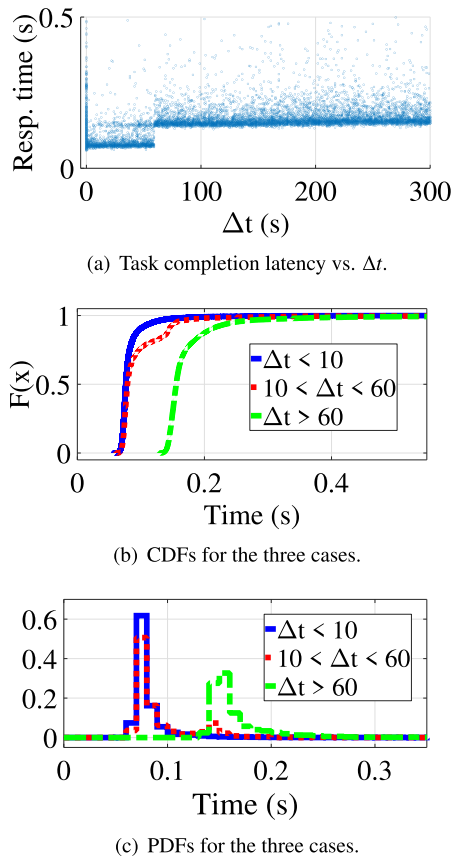 0.5
Resp. time (s)
0
0 100 200 300
Δt (s)
(a) Task completion latency vs. Δt.
1
0.5
F(x)
0
Δt < 10
10 < Δt < 60
Δt > 60
0 0.2 0.4
Time (s)
(b) CDFs for the three cases.
0.6
0.4
0.2
0
Δt < 10
10 < Δt < 60
Δt > 60
0 0.1 0.2 0.3
Time (s)
(c) PDFs for the three cases.